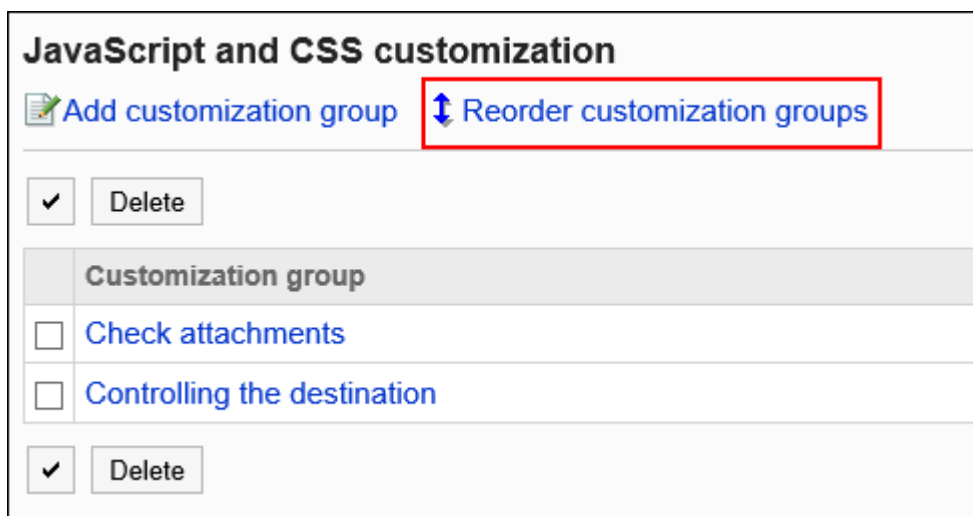 JavaScript and CSS customization
Add customization group Reorder customization groups
Delete
Customization group
Check attachments
Controlling the destination
Delete